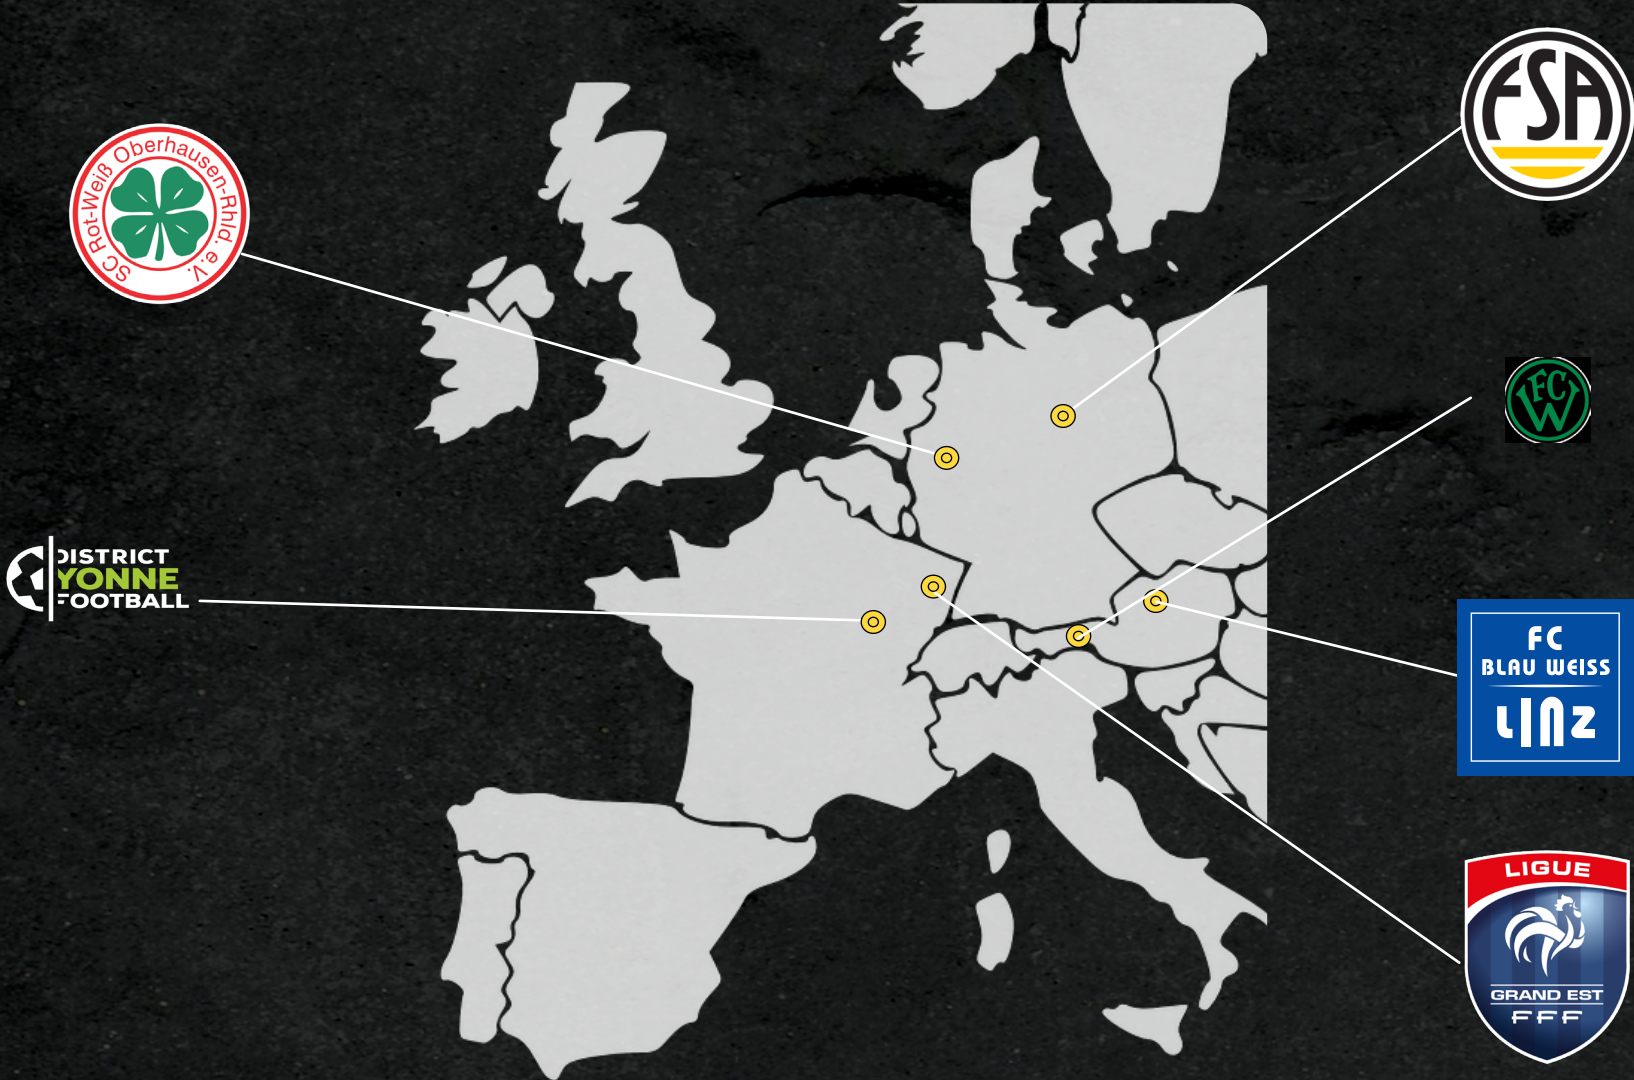 SC Rot-Weiß Oberhausen-Rhld. e.V.
FSA
FCW
DISTRICT
YONNE
FOOTBALL
FC
BLAU WEISS
LINZ
LIGUE
GRAND EST
FFF